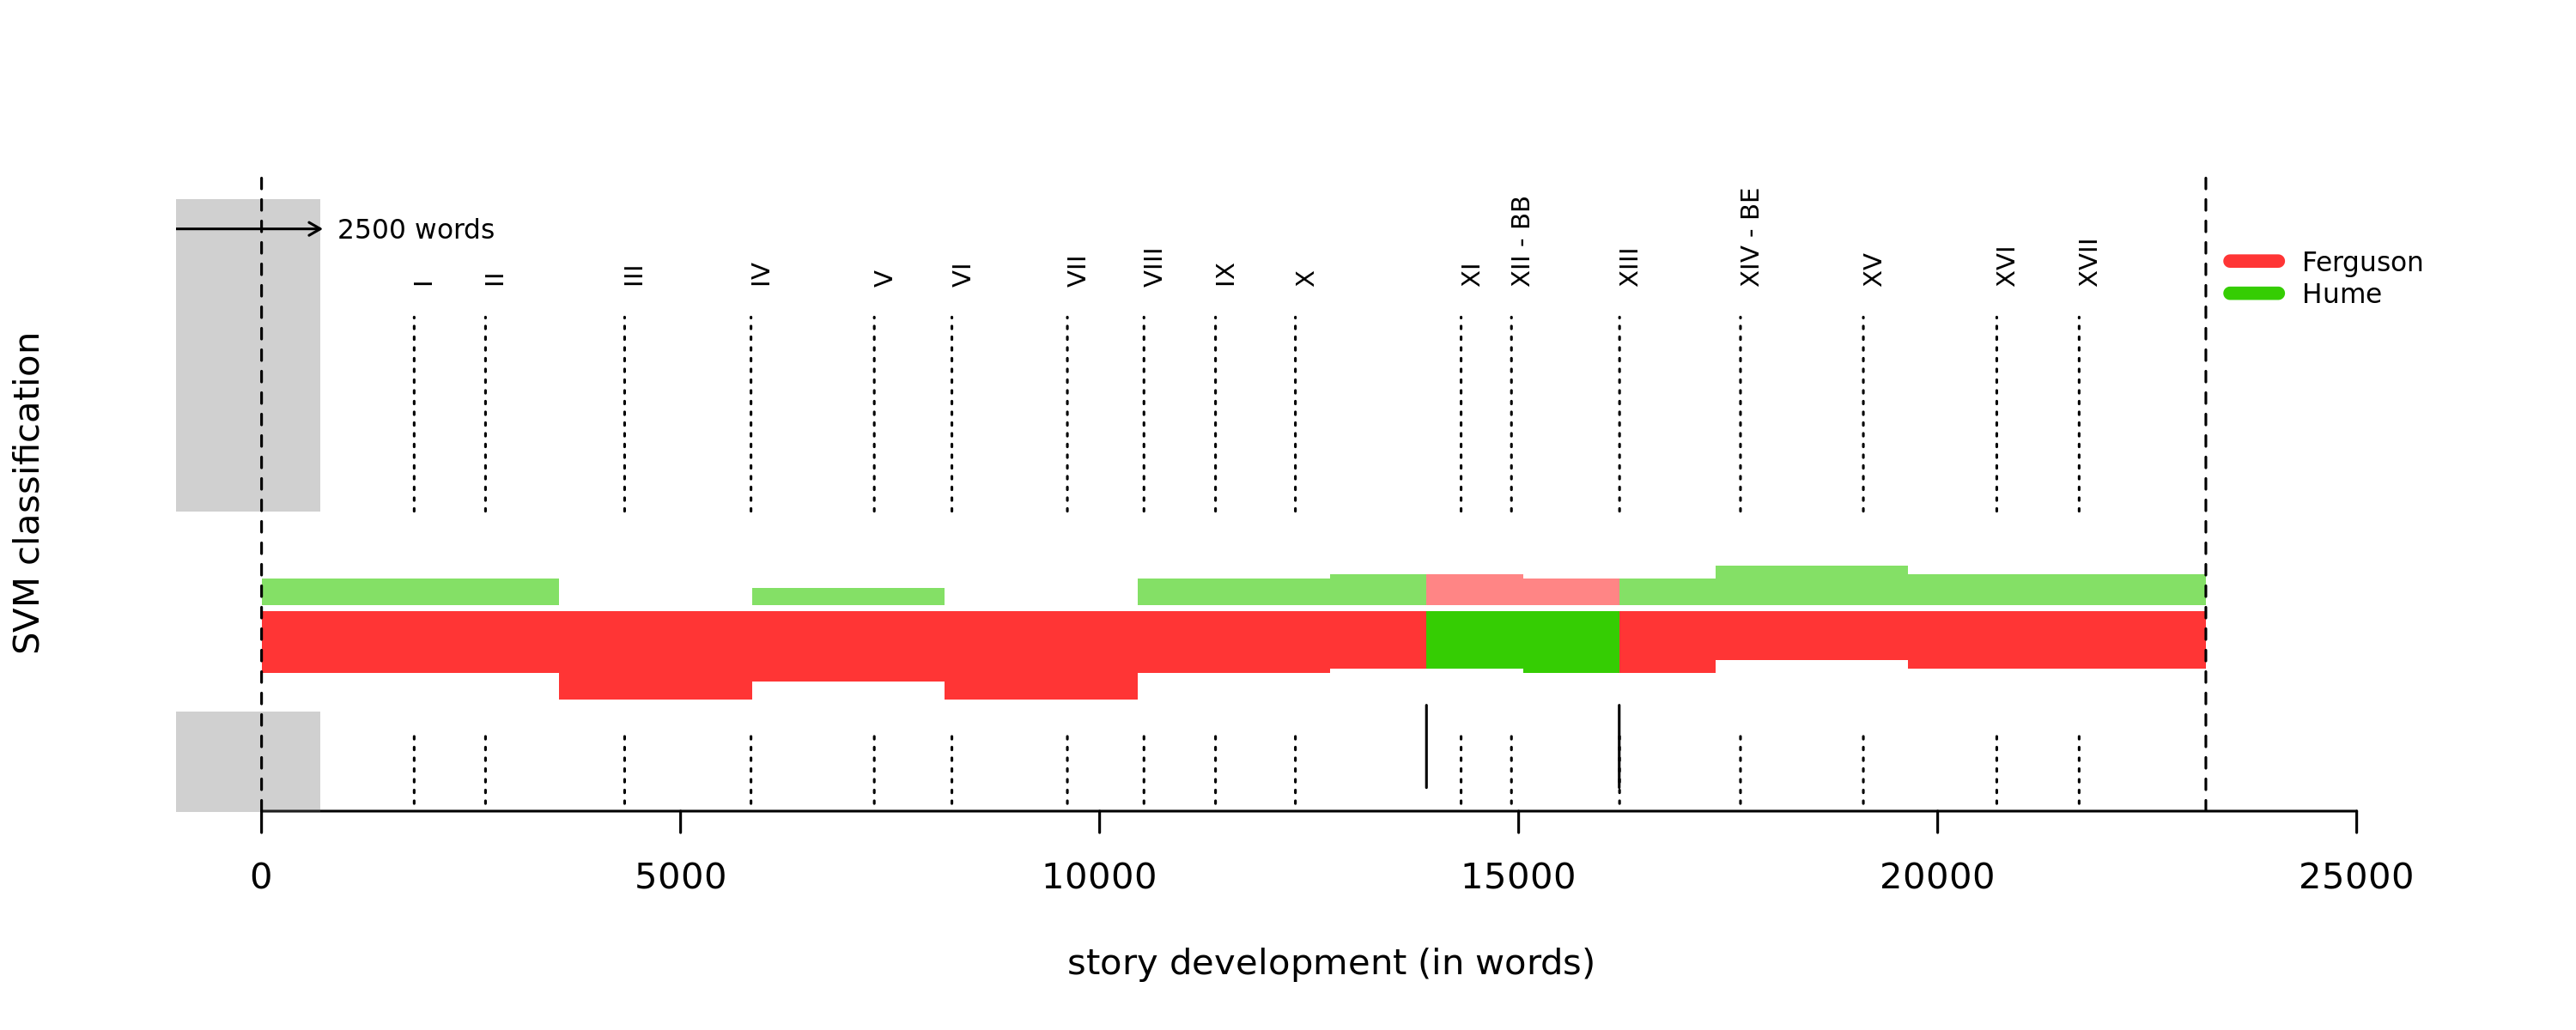 2500 words
I
II
III
IV
V
VI
VII
VIII
IX
X
XI
XII - BB
XIII
XIV - BE
XV
XVI
XVII
Ferguson
Hume
SVM classification
0
5000
10000
15000
20000
25000
story development (in words)